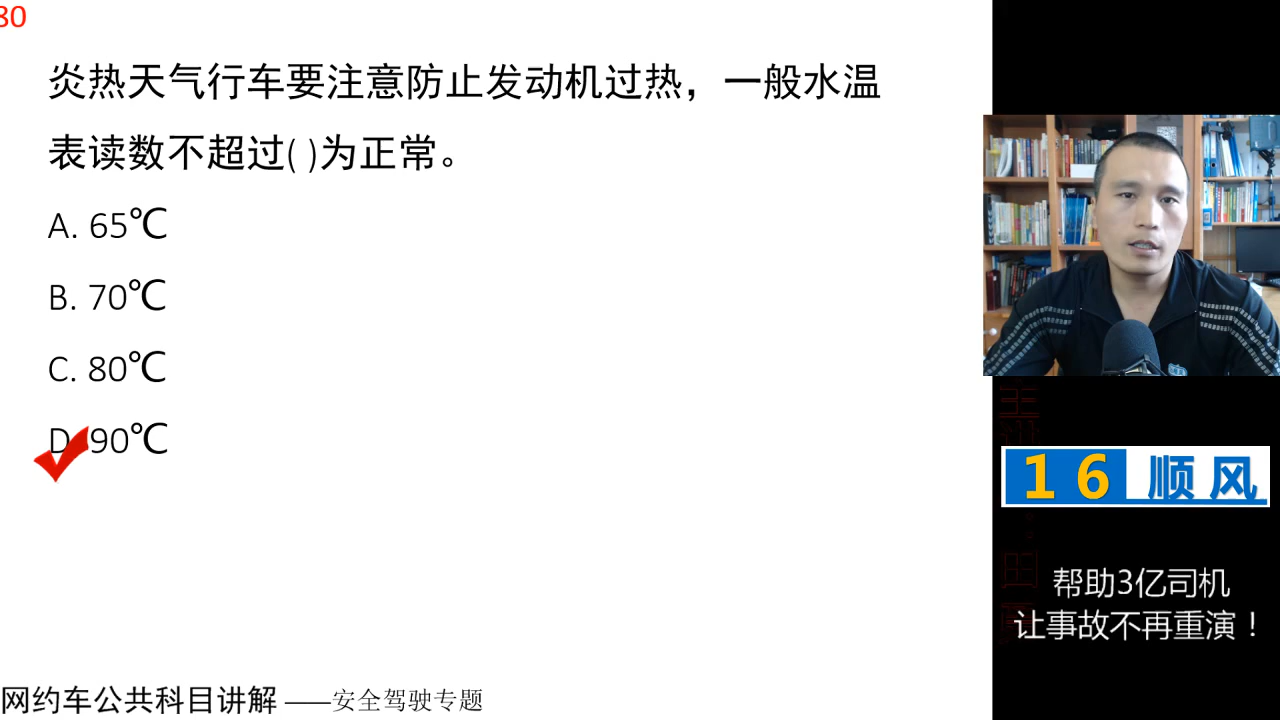 80
炎热天气行车要注意防止发动机过热，一般水温
表读数不超过( )为正常。
A. 65℃
B. 70℃
C. 80℃
D. 90℃
网约车公共科目讲解 ——安全驾驶专题
16 顺风
帮助3亿司机
让事故不再重演！